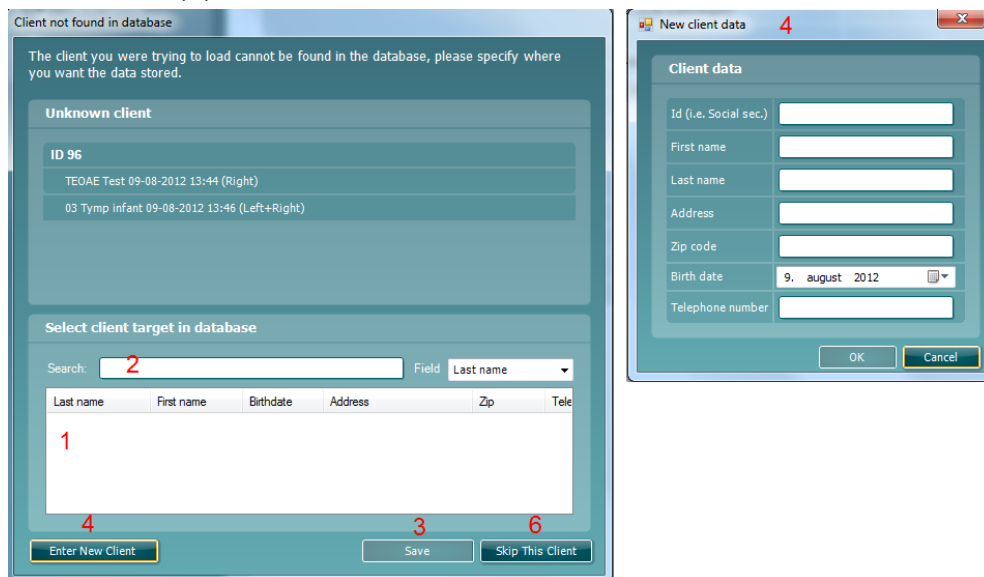 Client not found in database
The client you were trying to load cannot be found in the database, please specify where
you want the data stored.
Unknown client
ID 96
TEOAE Test 09-08-2012 13:44 (Right)
03 Tymp infant 09-08-2012 13:46 (Left+Right)
Select client target in database
Search: 2 Field Last name
Last name First name Birthdate Address Zip Tele
1
4 3 6
Enter New Client Save Skip This Client
New client data 4 X
Client data
Id (i.e. Social sec.)
First name
Last name
Address
Zip code
Birth date 9. august 2012
Telephone number
OK Cancel